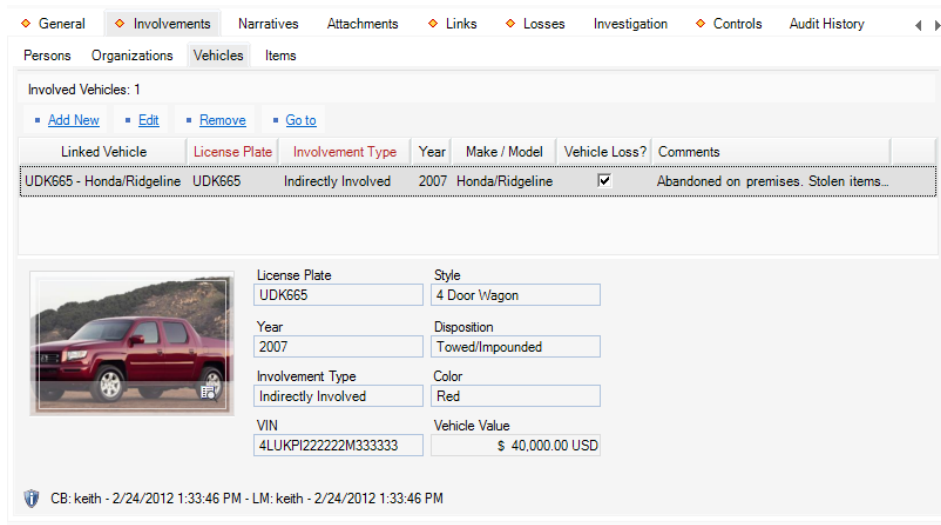 General Involvements Narratives Attachments Links Losses Investigation Controls Audit History
Persons Organizations Vehicles Items
Involved Vehicles: 1
Add New Edit Remove Go to
Linked Vehicle License Plate Involvement Type Year Make / Model Vehicle Loss? Comments
UDK665 - Honda/Ridgeline UDK665 Indirectly Involved 2007 Honda/Ridgeline Abandoned on premises. Stolen items...
License Plate Style
UDK665 4 Door Wagon
Year Disposition
2007 Towed/Impounded
Involvement Type Color
Indirectly Involved Red
VIN Vehicle Value
4LUKPI222222M333333 $ 40,000.00 USD
CB: keith - 2/24/2012 1:33:46 PM - LM: keith - 2/24/2012 1:33:46 PM